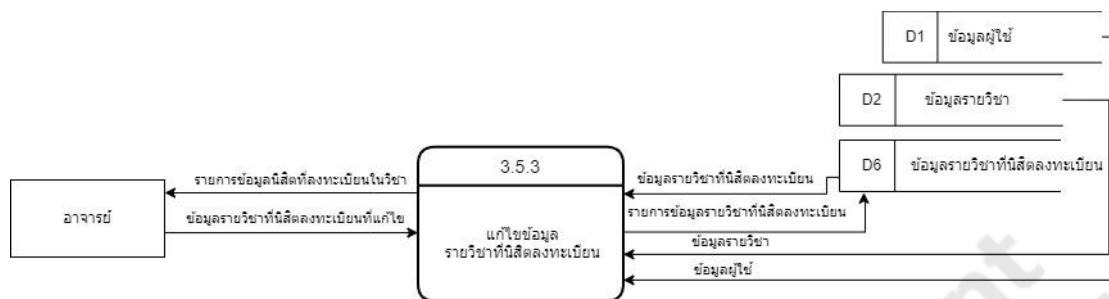 D1 ข้อมูลผู้ใช้
D2 ข้อมูลรายวิชา
D6 ข้อมูลรายวิชาที่นิสิตลงทะเบียน
3.5.3
แก้ไขข้อมูล
รายวิชาที่นิสิตลงทะเบียน
อาจารย์
รายการข้อมูลนิสิตที่ลงทะเบียนในวิชา
ข้อมูลรายวิชาที่นิสิตลงทะเบียนที่แก้ไข
ข้อมูลรายวิชาที่นิสิตลงทะเบียน
รายการข้อมูลรายวิชาที่นิสิตลงทะเบียน
ข้อมูลรายวิชา
ข้อมูลผู้ใช้